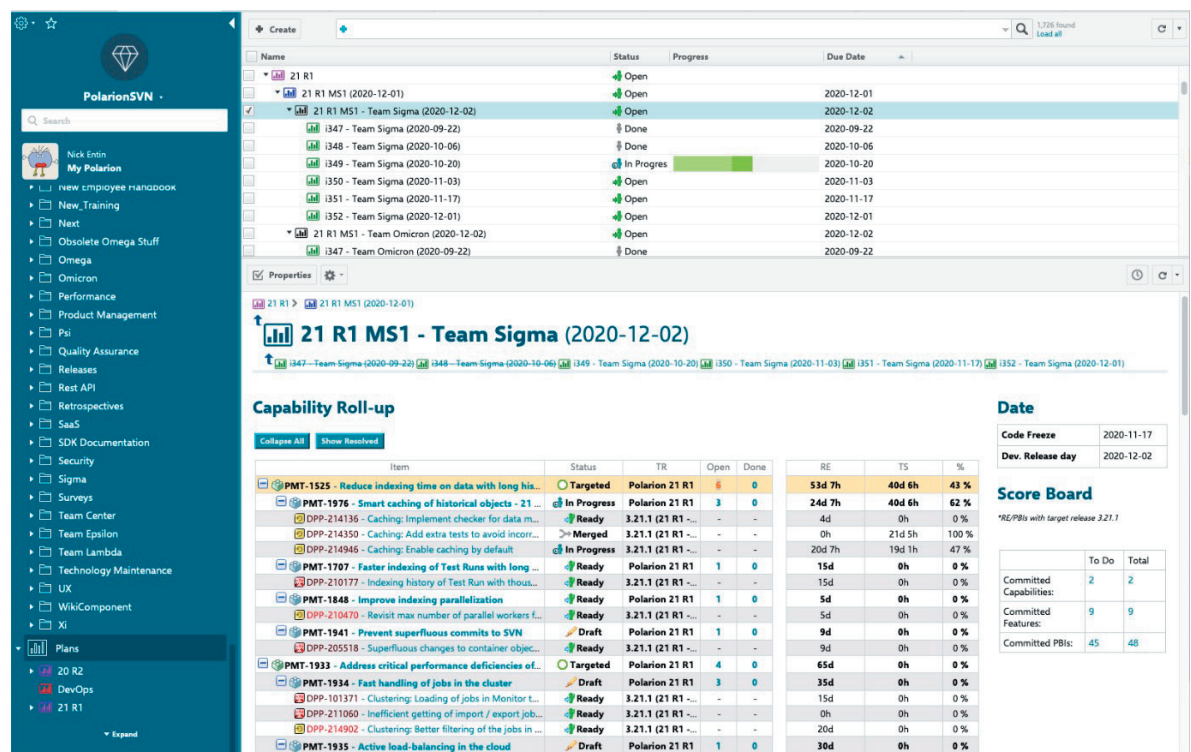 PolarionSVN
Search
Nick Entin
My Polarion
New Employee Handbook
New_Training
Next
Obsolete Omega Stuff
Omega
Omicron
Performance
Product Management
Psi
Quality Assurance
Releases
Rest API
Retrospectives
SaaS
SDK Documentation
Security
Sigma
Surveys
Team Center
Team Epsilon
Team Lambda
Technology Maintenance
UX
WikiComponent
Xi
Plans
20 R2
DevOps
21 R1
Expand
Create
1,726 found
Load all
Name Status Progress Due Date
21 R1 Open
21 R1 MS1 (2020-12-01) Open 2020-12-01
21 R1 MS1 - Team Sigma (2020-12-02) Open 2020-12-02
i347 - Team Sigma (2020-09-22) Done 2020-09-22
i348 - Team Sigma (2020-10-06) Done 2020-10-06
i349 - Team Sigma (2020-10-20) In Progres 2020-10-20
i350 - Team Sigma (2020-11-03) Open 2020-11-03
i351 - Team Sigma (2020-11-17) Open 2020-11-17
i352 - Team Sigma (2020-12-01) Open 2020-12-01
21 R1 MS1 - Team Omicron (2020-12-02) Open 2020-12-02
i347 - Team Omicron (2020-09-22) Done 2020-09-22
Properties
21 R1 > 21 R1 MS1 (2020-12-01)
21 R1 MS1 - Team Sigma (2020-12-02)
i347 - Team Sigma (2020-09-22) i348 - Team Sigma (2020-10-06) i349 - Team Sigma (2020-10-20) i350 - Team Sigma (2020-11-03) i351 - Team Sigma (2020-11-17) i352 - Team Sigma (2020-12-01)
Capability Roll-up
Collapse All Show Resolved
Item Status TR Open Done RE TS %
PMT-1525 - Reduce indexing time on data with long his... Targeted Polarion 21 R1 6 0 53d 7h 40d 6h 43 %
PMT-1976 - Smart caching of historical objects - 21 ... In Progress Polarion 21 R1 3 0 24d 7h 40d 6h 62 %
DPP-214136 - Caching: Implement checker for data m... Ready 3.21.1 (21 R1 -... - - 4d 0h 0 %
DPP-214350 - Caching: Add extra tests to avoid incorr... Merged 3.21.1 (21 R1 -... - - 0h 21d 5h 100 %
DPP-214946 - Caching: Enable caching by default In Progress 3.21.1 (21 R1 -... - - 20d 7h 19d 1h 47 %
PMT-1707 - Faster indexing of Test Runs with long ... Ready Polarion 21 R1 1 0 15d 0h 0 %
DPP-210177 - Indexing history of Test Run with thous... Ready 3.21.1 (21 R1 -... - - 15d 0h 0 %
PMT-1848 - Improve indexing parallelization Ready Polarion 21 R1 1 0 5d 0h 0 %
DPP-210470 - Revisit max number of parallel workers f... Ready 3.21.1 (21 R1 -... - - 5d 0h 0 %
PMT-1941 - Prevent superfluous commits to SVN Draft Polarion 21 R1 1 0 9d 0h 0 %
DPP-205518 - Superfluous changes to container objec... Ready 3.21.1 (21 R1 -... - - 9d 0h 0 %
PMT-1933 - Address critical performance deficiencies of... Targeted Polarion 21 R1 4 0 65d 0h 0 %
PMT-1934 - Fast handling of jobs in the cluster Draft Polarion 21 R1 3 0 35d 0h 0 %
DPP-101371 - Clustering: Loading of jobs in Monitor t... Ready 3.21.1 (21 R1 -... - - 15d 0h 0 %
DPP-211060 - Inefficient getting of import / export job... Ready 3.21.1 (21 R1 -... - - 0h 0h 0 %
DPP-214902 - Clustering: Better filtering of the jobs in ... Ready 3.21.1 (21 R1 -... - - 20d 0h 0 %
PMT-1935 - Active load-balancing in the cloud Draft Polarion 21 R1 1 0 30d 0h 0 %
Date
Code Freeze 2020-11-17
Dev. Release day 2020-12-02
Score Board
*RE/PBIs with target release 3.21.1
To Do Total
Committed Capabilities: 2 2
Committed Features: 9 9
Committed PBIs: 45 48